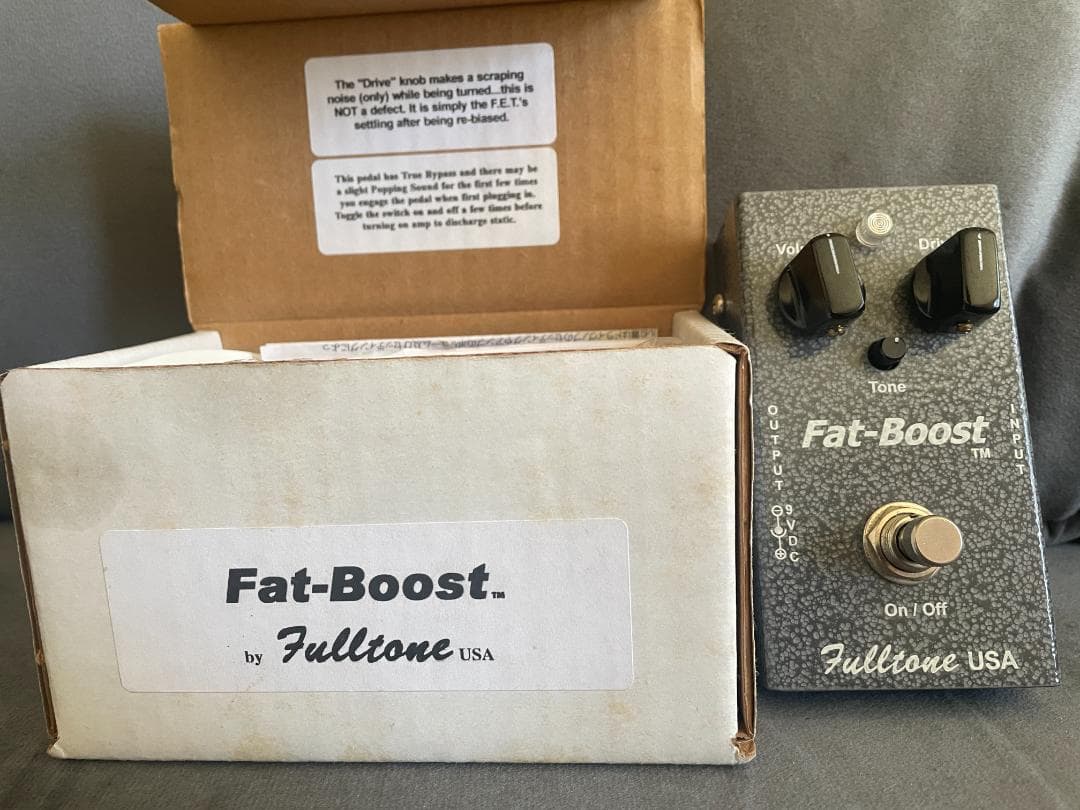 The "Drive" knob makes a scraping
noise (only) while being turned...this is
NOT a defect. It is simply the F.E.T.'s
settling after being re-biased.
This pedal has True Bypass and there may be
a slight Popping Sound for the first few times
you engage the pedal when first plugging in.
Toggle the switch on and off a few times before
turning on amp to discharge static.
Fat-Boost™
by Fulltone USA
Tone
OUTPUT
INPUT
Fat-Boost
TM
9VDC
On / Off
Fulltone USA